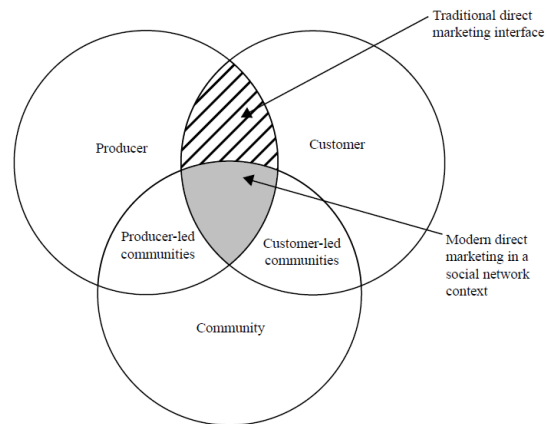 Traditional direct
marketing interface
Producer
Customer
Producer-led
communities
Customer-led
communities
Modern direct
marketing in a
social network
context
Community